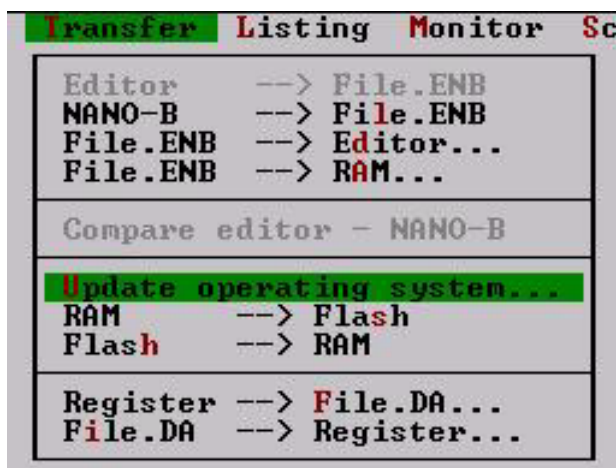 Transfer Listing Monitor Sc
Editor --> File.ENB
NANO-B --> File.ENB
File.ENB --> Editor...
File.ENB --> RAM...
Compare editor - NANO-B
Update operating system...
RAM --> Flash
Flash --> RAM
Register --> File.DA...
File.DA --> Register...